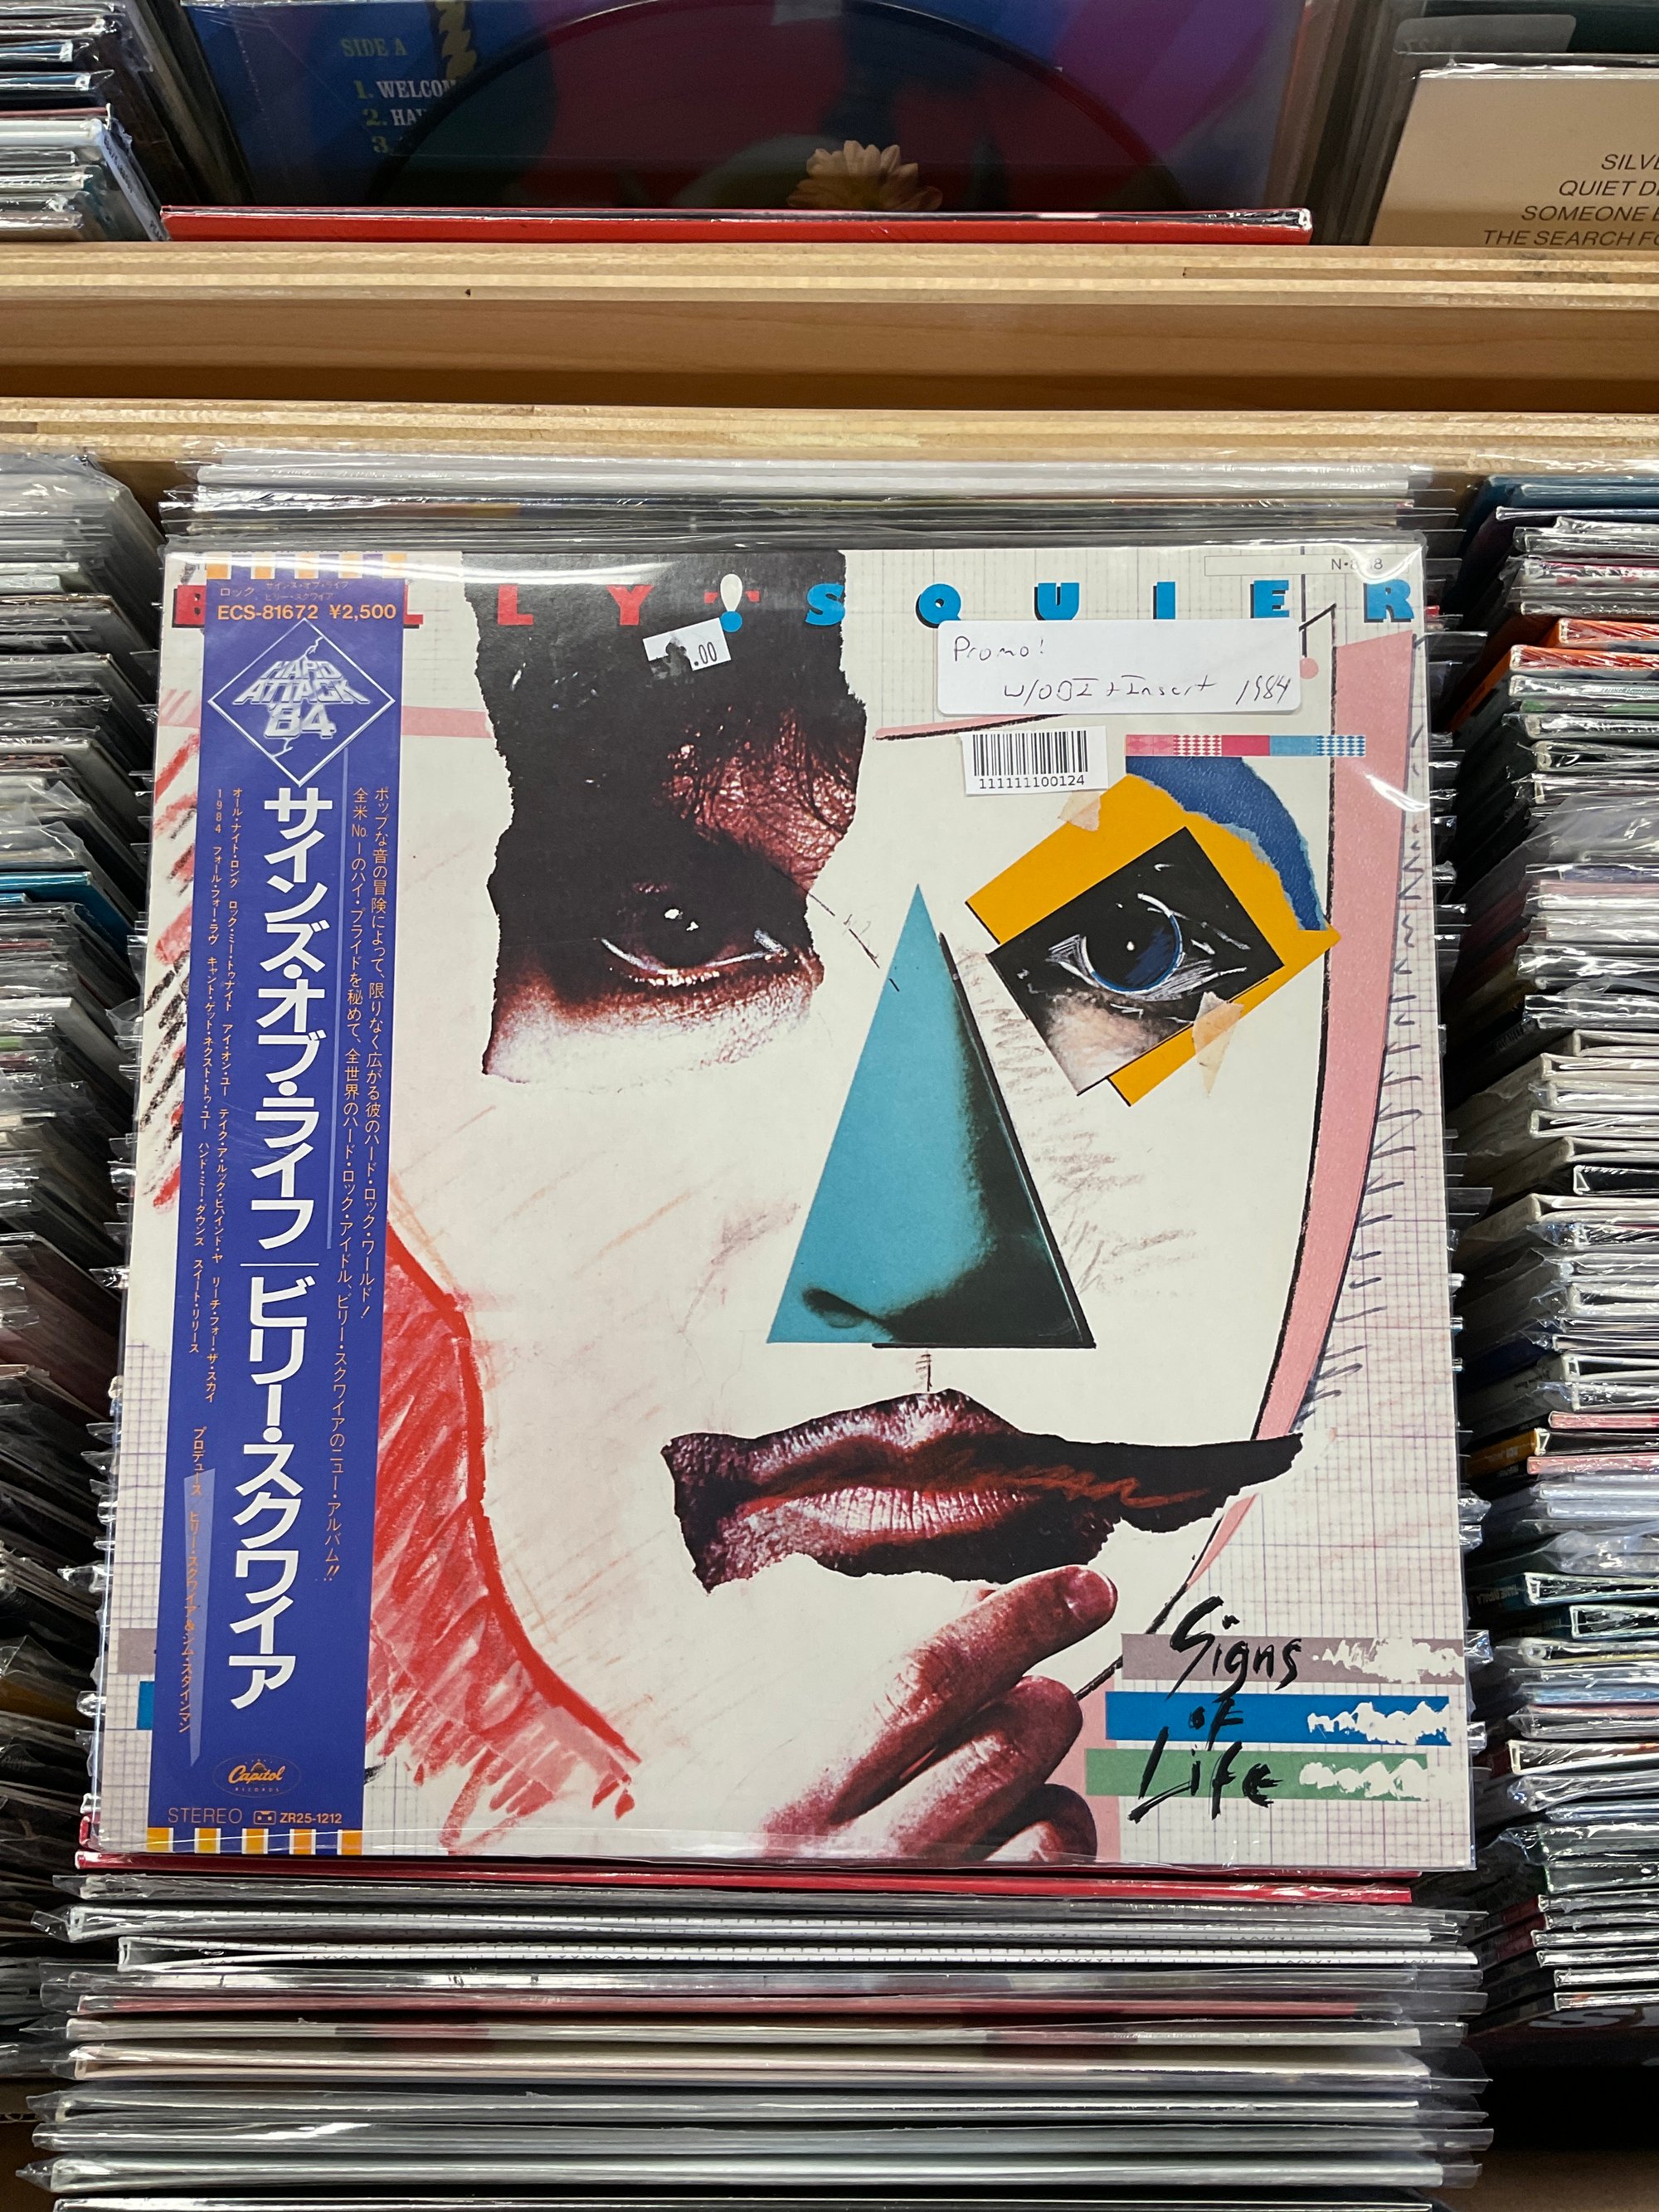 SIDE A
1. WELCOM
2. HA
3.
SILVE
QUIET D
SOMEONE
THE SEARCH FO
BILLY SQUIER
ロック
サインズ・オブ・ライフ
ビリー・スクワイア
ECS-81672 ¥2,500
HARD
ATTACK
84
.00
Promo!
w/OBI + Insert 1984
111111100124
ポップな音の冒険によって、限りなく広がる彼のハード・ロック・ワールド!
全米No.1のハイ・プライドを秘めて、全世界のハード・ロック・アイドル、ビリー・スクワイアのニュー・アルバム!!
サインズ・オブ・ライフ|ビリー・スクワイア
オール・ナイト・ロング ロック・ミー・トゥナイト アイ・オン・ユー テイク・ア・ルック・ビハインド・ヤ リーチ・フォー・ザ・スカイ
1984 フォール・フォー・ラヴ キャント・ゲット・ネクスト・トゥ・ユー ハンド・ミー・ダウンズ スイート・リリース プロデュース ビリー・スクワイア&ジム・スタインマン
Capitol
RECORDS
STEREO ZR25-1212
Signs
of
Life